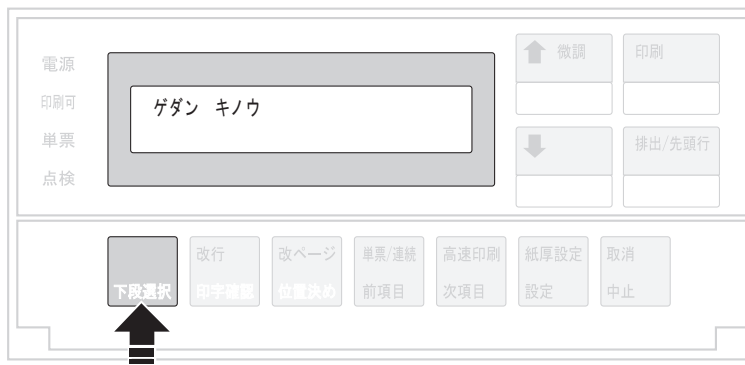 電源
印刷可
単票
点検
ゲダン キノウ
微調
印刷
排出/先頭行
下段選択
改行
印字確認
改ページ
位置決め
単票/連続
前項目
高速印刷
次項目
紙厚設定
設定
取消
中止